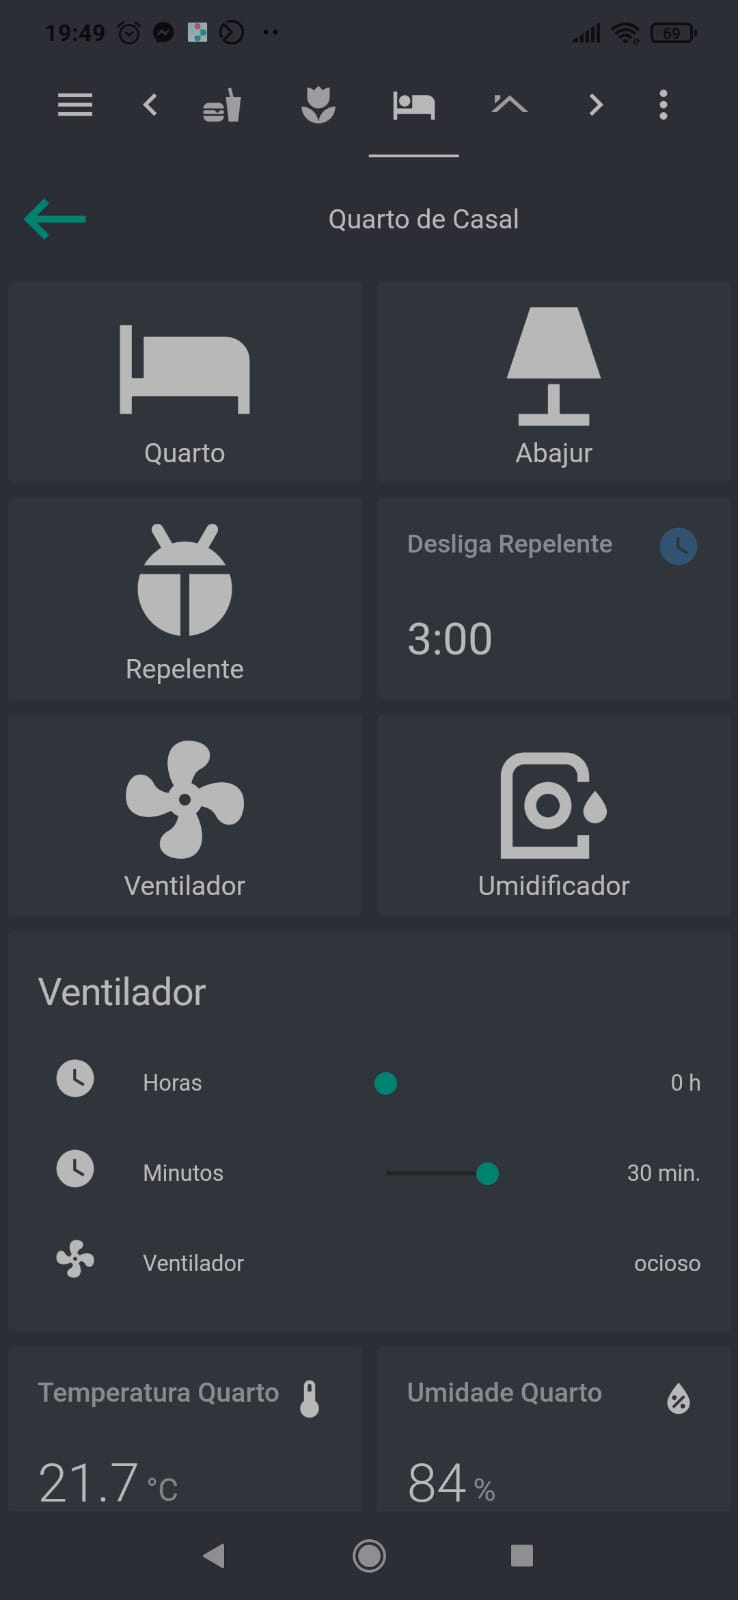 19:49
69
Quarto de Casal
Quarto
Abajur
Repelente
Desliga Repelente
3:00
Ventilador
Umidificador
Ventilador
Horas
0 h
Minutos
30 min.
Ventilador
ocioso
Temperatura Quarto
Umidade Quarto
21.7 °C
84 %